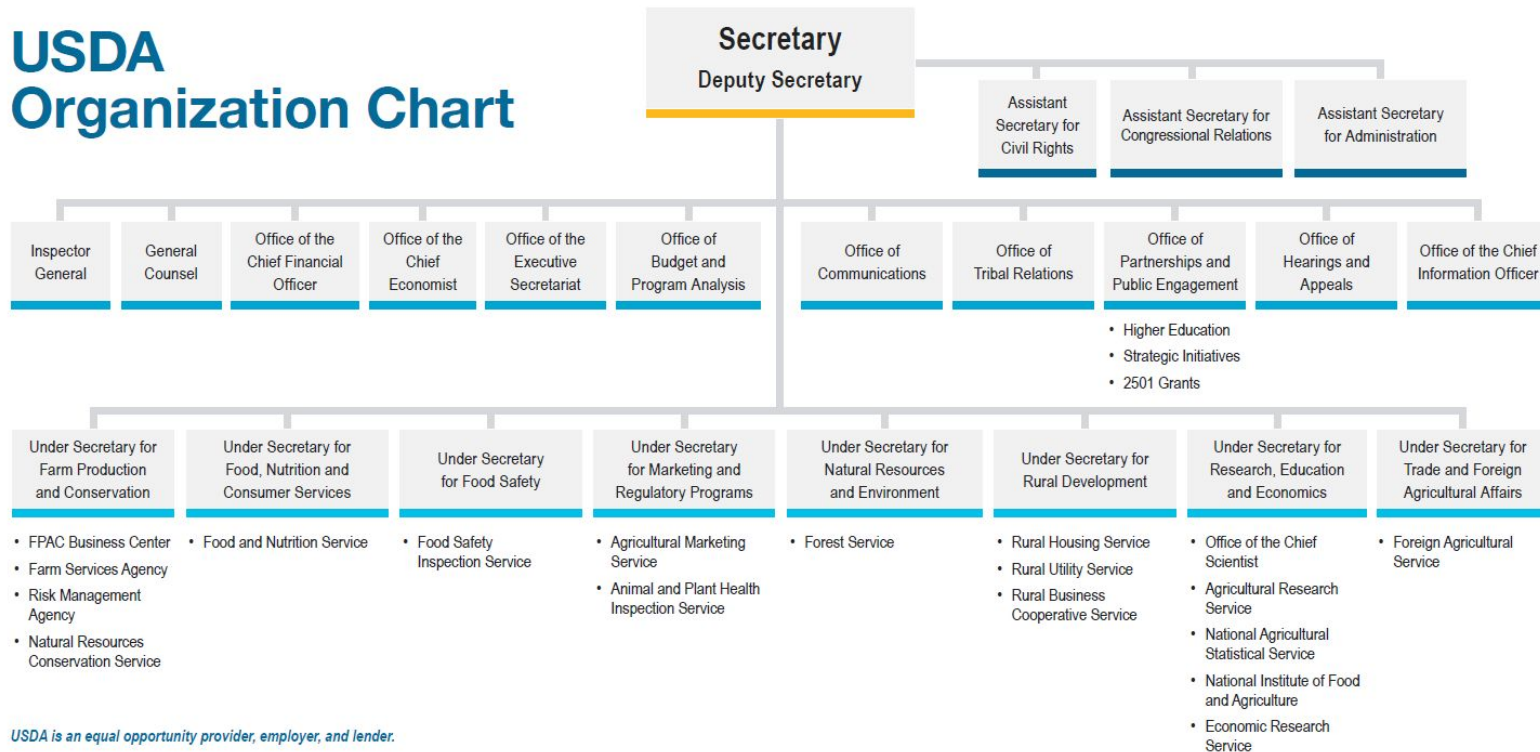 USDA
Organization Chart
Secretary
Deputy Secretary
Assistant
Secretary for
Civil Rights
Assistant Secretary for
Congressional Relations
Assistant Secretary
for Administration
Inspector
General
General
Counsel
Office of the
Chief Financial
Officer
Office of the
Chief
Economist
Office of the
Executive
Secretariat
Office of
Budget and
Program Analysis
Office of
Communications
Office of
Tribal Relations
Office of
Partnerships and
Public Engagement
• Higher Education
• Strategic Initiatives
• 2501 Grants
Office of
Hearings and
Appeals
Office of the Chief
Information Officer
Under Secretary for
Farm Production
and Conservation
• FPAC Business Center
• Farm Services Agency
• Risk Management
Agency
• Natural Resources
Conservation Service
Under Secretary for
Food, Nutrition and
Consumer Services
• Food and Nutrition Service
Under Secretary
for Food Safety
• Food Safety
Inspection Service
Under Secretary
for Marketing and
Regulatory Programs
• Agricultural Marketing
Service
• Animal and Plant Health
Inspection Service
Under Secretary for
Natural Resources
and Environment
• Forest Service
Under Secretary for
Rural Development
• Rural Housing Service
• Rural Utility Service
• Rural Business
Cooperative Service
Under Secretary for
Research, Education
and Economics
• Office of the Chief
Scientist
• Agricultural Research
Service
• National Agricultural
Statistical Service
• National Institute of Food
and Agriculture
• Economic Research
Service
Under Secretary for
Trade and Foreign
Agricultural Affairs
• Foreign Agricultural
Service
USDA is an equal opportunity provider, employer, and lender.